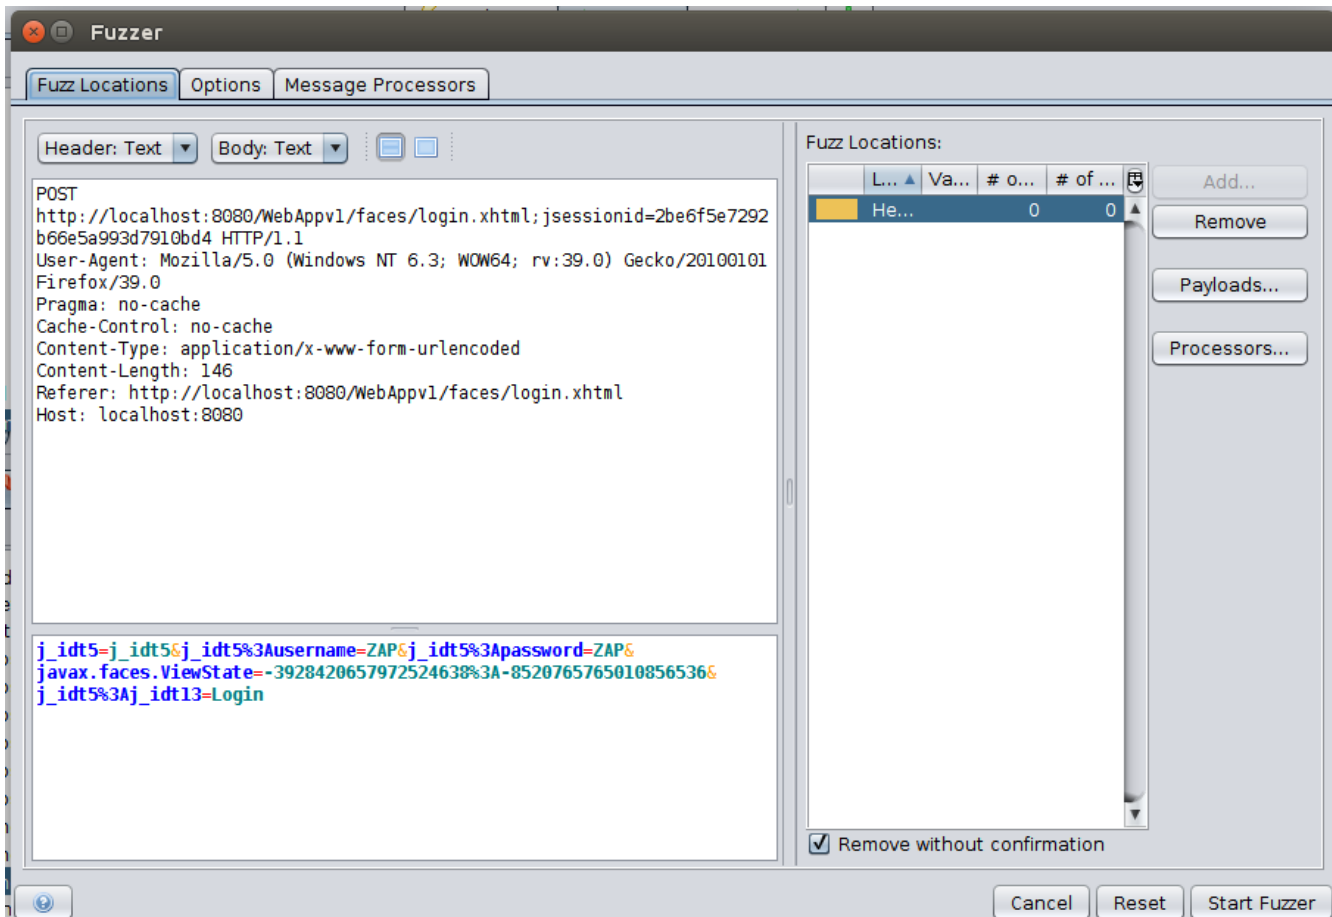 Fuzzer
Fuzz Locations Options Message Processors
Header: Text Body: Text
POST
http://localhost:8080/WebAppv1/faces/login.xhtml;jsessionid=2be6f5e7292
b66e5a993d7910bd4 HTTP/1.1
User-Agent: Mozilla/5.0 (Windows NT 6.3; WOW64; rv:39.0) Gecko/20100101
Firefox/39.0
Pragma: no-cache
Cache-Control: no-cache
Content-Type: application/x-www-form-urlencoded
Content-Length: 146
Referer: http://localhost:8080/WebAppv1/faces/login.xhtml
Host: localhost:8080
j_idt5=j_idt5&j_idt5%3Ausername=ZAP&j_idt5%3Apassword=ZAP&
javax.faces.ViewState=-3928420657972524638%3A-8520765765010856536&
j_idt5%3Aj_idt13=Login
Fuzz Locations:
L... Va... # o... # of ...
He... 0 0
Add...
Remove
Payloads...
Processors...
Remove without confirmation
Cancel Reset Start Fuzzer